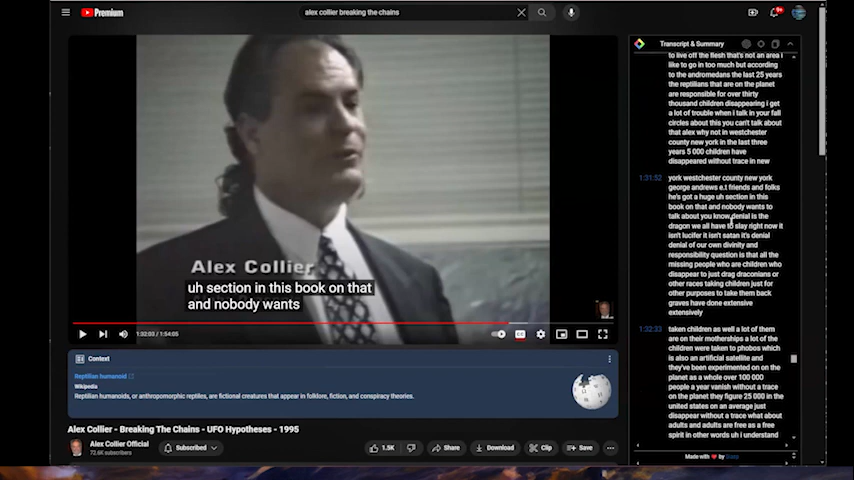 Premium
alex collier breaking the chains
9+
Alex Collier
uh section in this book on that
and nobody wants
1:32:03 / 1:54:05
Context
Reptilian humanoid
Wikipedia
Reptilian humanoids, or anthropomorphic reptiles, are fictional creatures that appear in folklore, fiction, and conspiracy theories.
Alex Collier - Breaking The Chains - UFO Hypotheses - 1995
Alex Collier Official
72.6K subscribers
Subscribed
1.5K
Share
Download
Clip
Save
Transcript & Summary
to live off the flesh that's not an area i
like to go in too much but according
to the andromedans the last 25 years
the reptilians that are on the planet
are responsible for over thirty
thousand children disappearing i get
a lot of trouble when i talk in your fall
circles about this you can't talk about
that alex why not in westchester
county new york in the last three
years 5 000 children have
disappeared without trace in new
1:31:52
york westchester county new york
george andrews e.t friends and folks
he's got a huge uh section in this
book on that and nobody wants to
talk about you know denial is the
dragon we all have to slay right now it
isn't lucifer it isn't satan it's denial
denial of our own divinity and
responsibility question is that all the
missing people who are children who
disappear to just drag draconians or
other races taking children just for
other purposes to take them back
graves have done extensive
extensively
1:32:33
taken children as well a lot of them
are on their motherships a lot of the
children were taken to phobos which
is also an artificial satellite and
they've been experimented on on the
planet as a whole over 100 000
people a year vanish without a trace
on the planet they figure 25 000 in the
united states on an average just
disappear without a trace what about
adults and adults are free as a free
spirit in other words uh i understand
Made with ❤ by Glasp